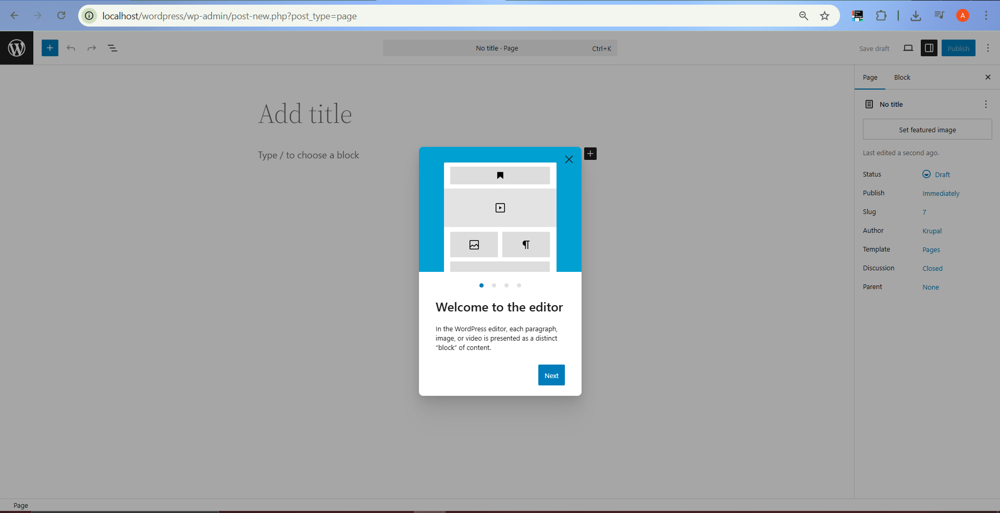 localhost/wordpress/wp-admin/post-new.php?post_type=page
A
No title · Page
Ctrl+K
Save draft
Publish
Page
Block
Add title
No title
Set featured image
Type / to choose a block
Last edited a second ago.
Status
Draft
Publish
Immediately
Slug
7
Author
Krupal
Template
Pages
Discussion
Closed
Parent
None
Welcome to the editor
In the WordPress editor, each paragraph,
image, or video is presented as a distinct
“block” of content.
Next
Page